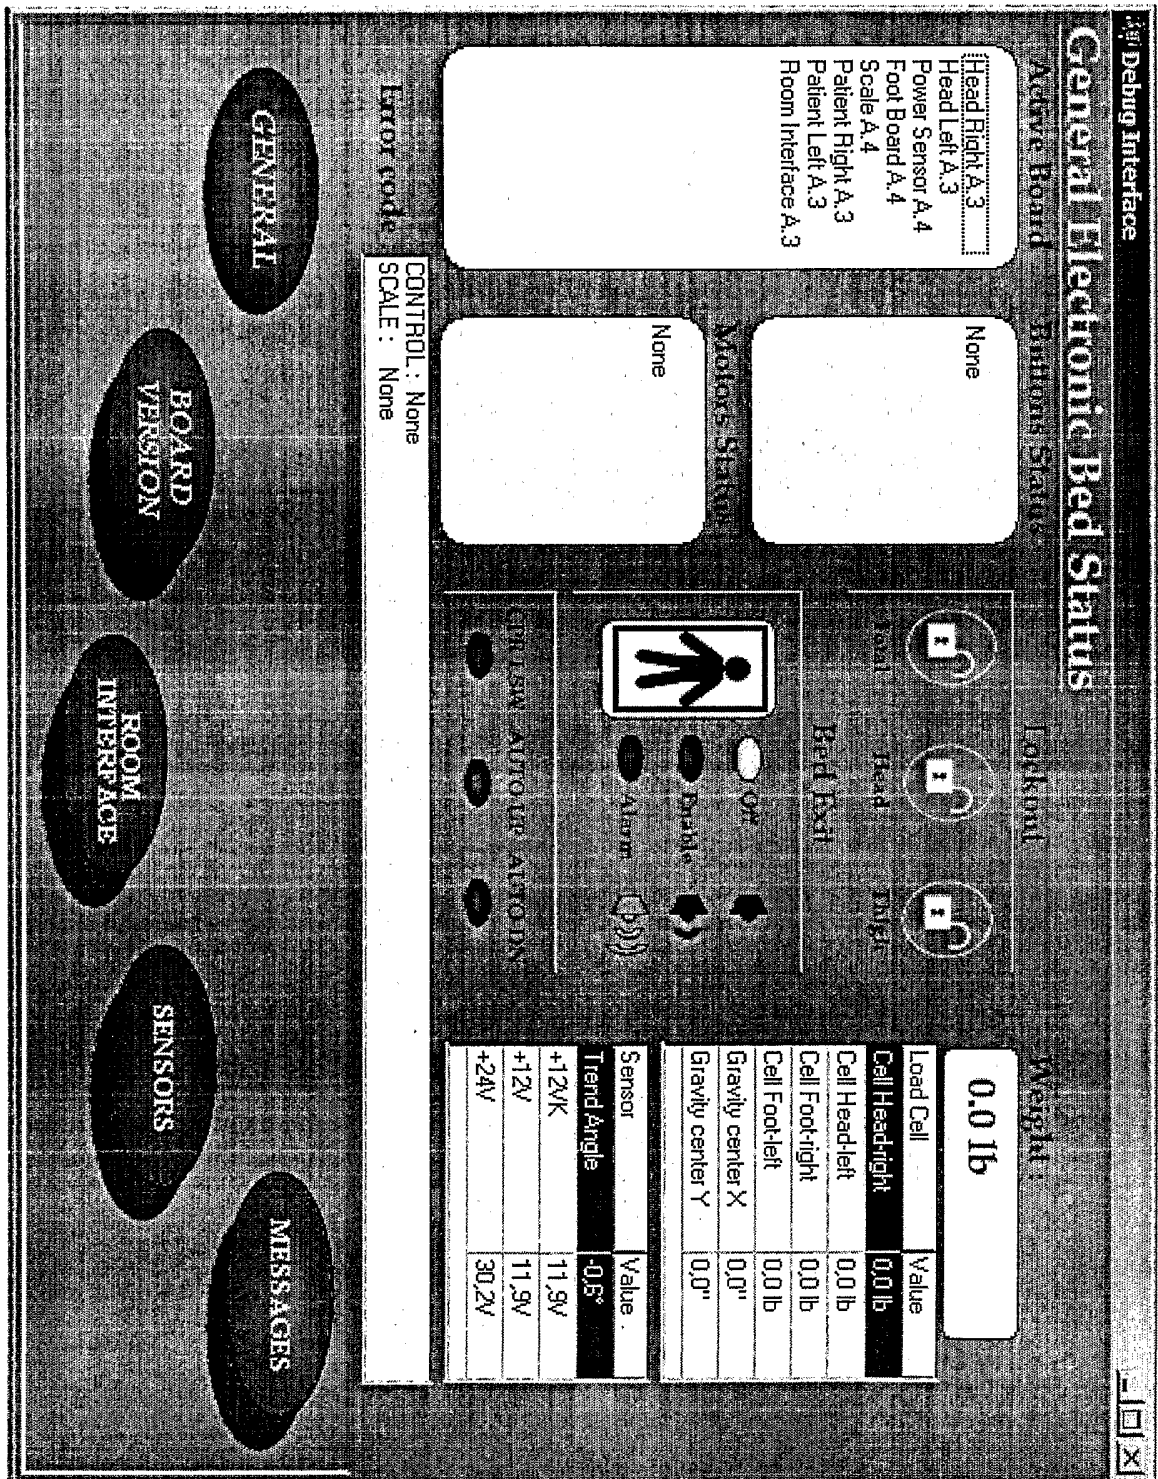 Debug Interface
General Electronic Bed Status
Active Board
Head Right A.3
Head Left A.3
Power Sensor A.4
Foot Board A.4
Scale A.4
Patient Right A.3
Patient Left A.3
Room Interface A.3
Buttons Status
None
Motors Status
None
Lockout
Foot
Head
Thigh
Bed Exit
Off
Enable
Alarm
AUTO UP
AUTO DN
Weight :
0.0 lb
Load Cell Value
Cell Head-right 0,0 lb
Cell Head-left 0,0 lb
Cell Foot-right 0,0 lb
Cell Foot-left 0,0 lb
Gravity center X 0,0"
Gravity center Y 0,0"
Sensor Value
Trend Angle -0,6°
+12VK 11,9V
+12V 11,9V
+24V 30,2V
Error code
CONTROL : None
SCALE : None
GENERAL
BOARD
VERSION
ROOM
INTERFACE
SENSORS
MESSAGES